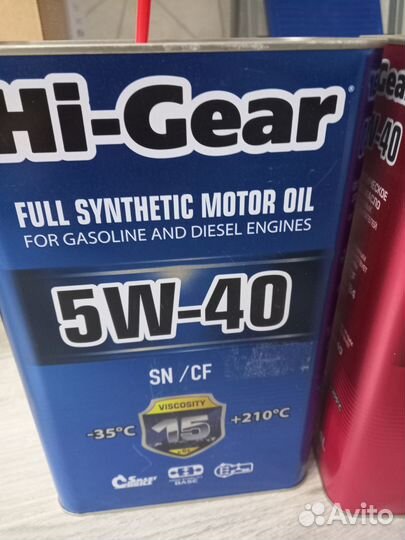 Hi-Gear
FULL SYNTHETIC MOTOR OIL
FOR GASOLINE AND DIESEL ENGINES
5W-40
SN / CF
VISCOSITY
-35°C
15
+210°C
BASE
-40
Avito